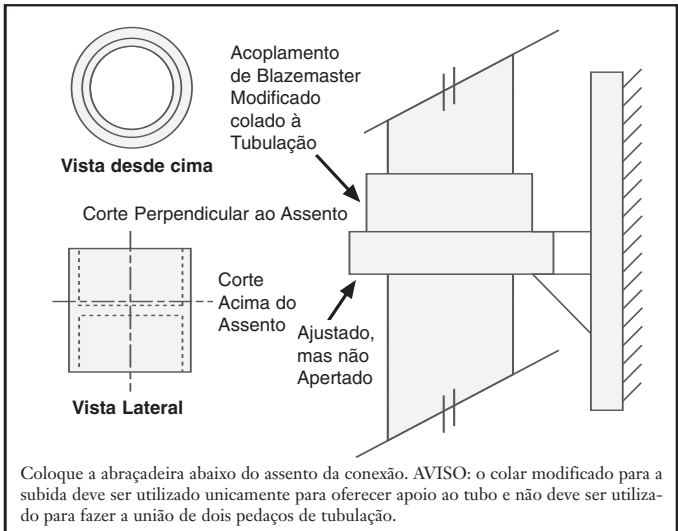 Vista desde cima
Acoplamento
de Blazemaster
Modificado
colado à
Tubulação
Corte Perpendicular ao Assento
Corte
Acima do
Assento
Vista Lateral
Ajustado,
mas não
Apertado
Coloque a abraçadeira abaixo do assento da conexão. AVISO: o colar modificado para a
subida deve ser utilizado unicamente para oferecer apoio ao tubo e não deve ser utiliza-
do para fazer a união de dois pedaços de tubulação.